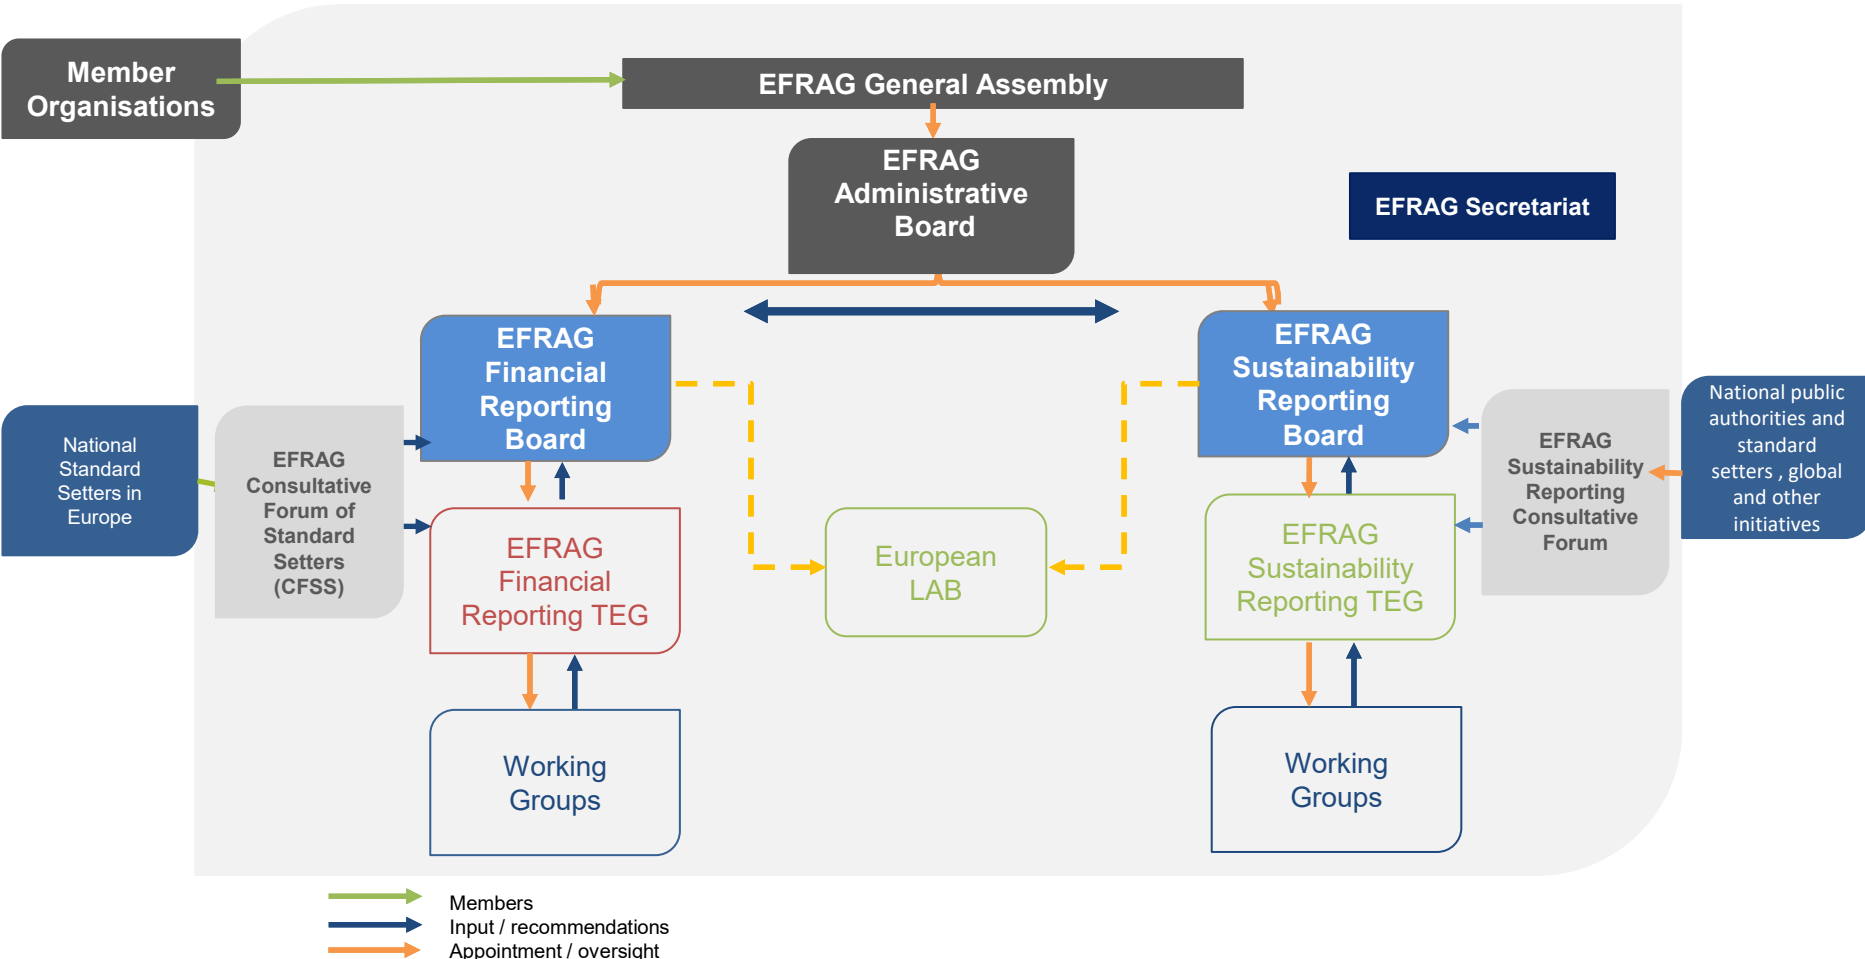 Member
Organisations
EFRAG General Assembly
EFRAG
Administrative
Board
EFRAG Secretariat
EFRAG
Financial
Reporting
Board
EFRAG
Sustainability
Reporting
Board
National
Standard
Setters in
Europe
EFRAG
Consultative
Forum of
Standard
Setters
(CFSS)
EFRAG
Financial
Reporting TEG
European
LAB
EFRAG
Sustainability
Reporting TEG
EFRAG
Sustainability
Reporting
Consultative
Forum
National public
authorities and
standard
setters , global
and other
initiatives
Working
Groups
Working
Groups
Members
Input / recommendations
Appointment / oversight